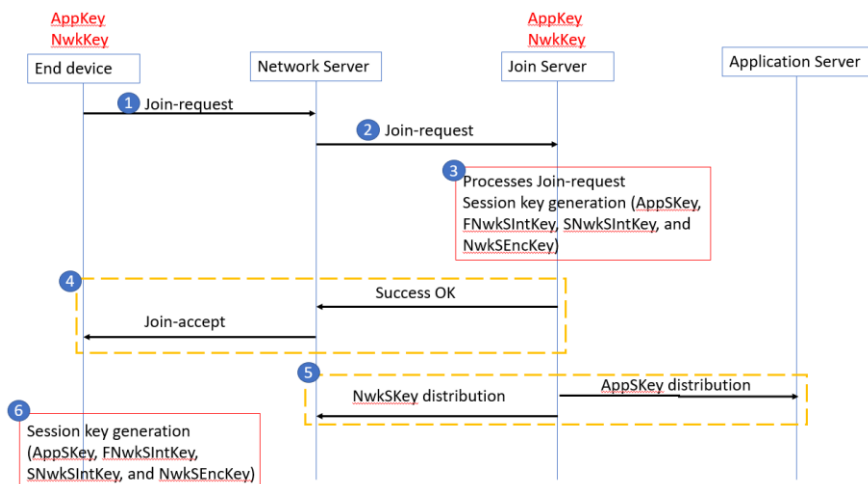 AppKey
NwkKey
AppKey
NwkKey
End device
Network Server
Join Server
Application Server
1 Join-request
2 Join-request
3
Processes Join-request
Session key generation (AppSKey,
FNwkSIntKey, SNwkSIntKey, and
NwkSEncKey)
4
Success OK
Join-accept
5
NwkSKey distribution
AppSKey distribution
6
Session key generation
(AppSKey, FNwkSIntKey,
SNwkSIntKey, and NwkSEncKey)